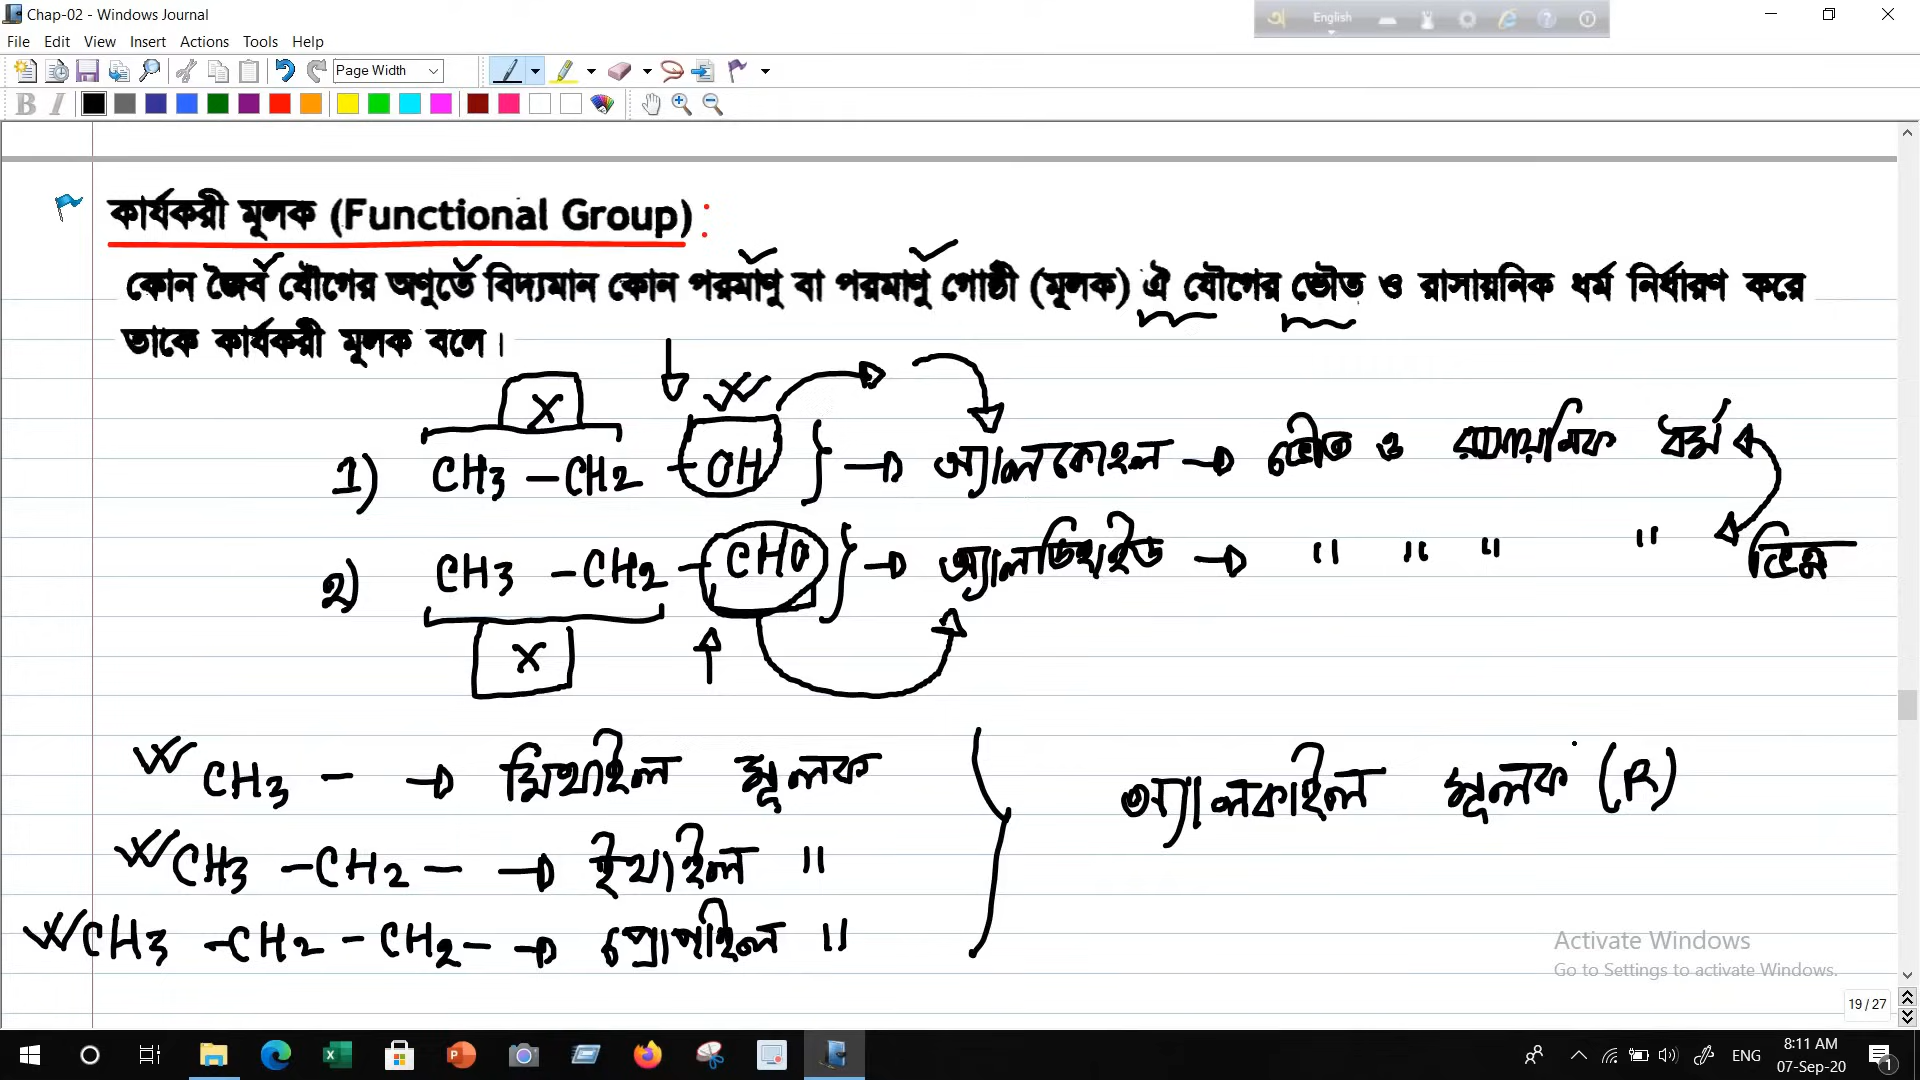 Chap-02 - Windows Journal
English
File Edit View Insert Actions Tools Help
Page Width
B I
কার্যকরী মূলক (Functional Group) :
কোন জৈব যৌগের অণুতে বিদ্যমান কোন পরমাণু বা পরমাণু গোষ্ঠী (মূলক) ঐ যৌগের ভৌত ও রাসায়নিক ধর্ম নির্ধারণ করে
তাকে কার্যকরী মূলক বলে।
X
1) CH3 – CH2 – OH } → অ্যালকোহল → ভৌত ও রাসায়নিক ধর্ম
২) CH3 – CH2 – CHO } → অ্যালডিহাইড → " " " " ভিন্ন
X
CH3 – → মিথাইল মূলক
অ্যালকাইল মূলক (R)
CH3 – CH2 – → ইথাইল "
CH3 – CH2 – CH2 – → প্রোপাইল "
Activate Windows
Go to Settings to activate Windows.
19 / 27
ENG
8:11 AM
07-Sep-20
1